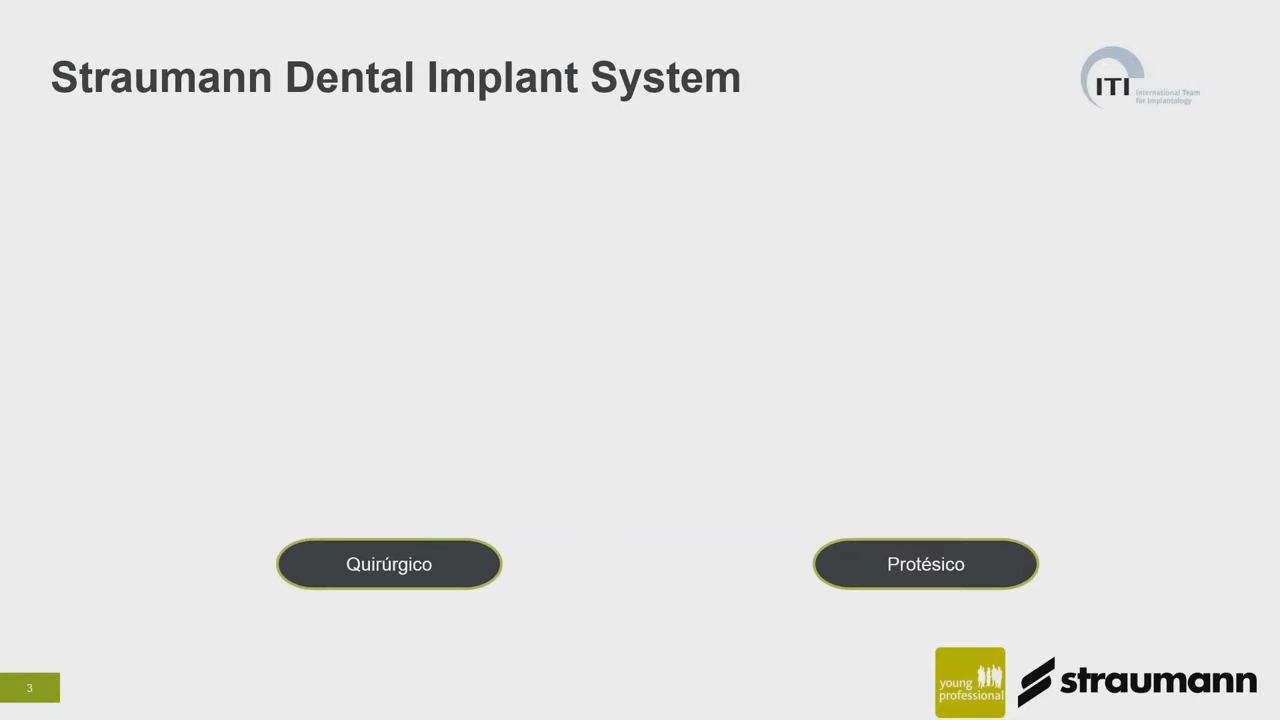 Straumann Dental Implant System
ITI
International Team
for Implantology
Quirúrgico
Protésico
3
young
professional
straumann